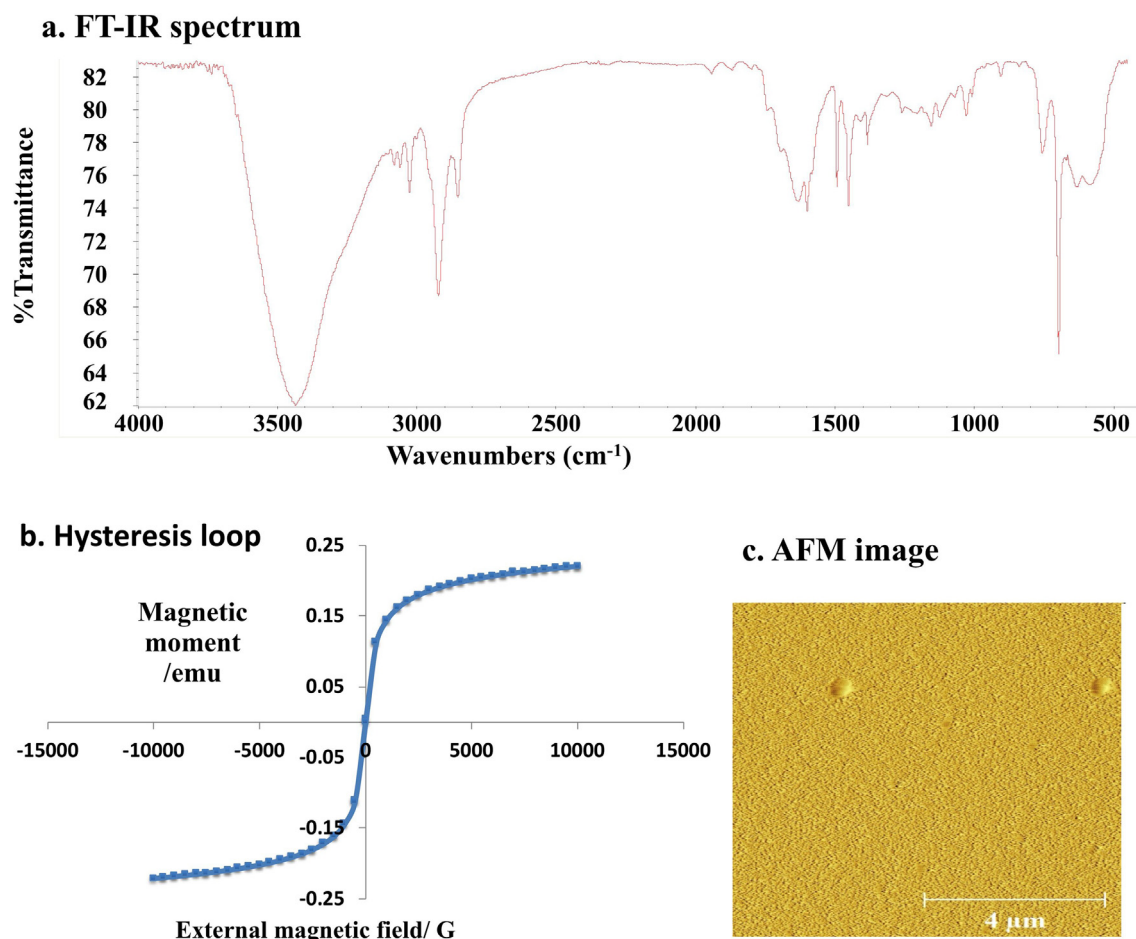 a. FT-IR spectrum
82
80
78
76
74
72
70
68
66
64
62
%Transmittance
4000 3500 3000 2500 2000 1500 1000 500
Wavenumbers (cm⁻¹)
b. Hysteresis loop
Magnetic
moment
/emu
0.25
0.15
0.05
-0.05
-0.15
-0.25
-15000 -10000 -5000 0 5000 10000 15000
External magnetic field/ G
c. AFM image
4 µm